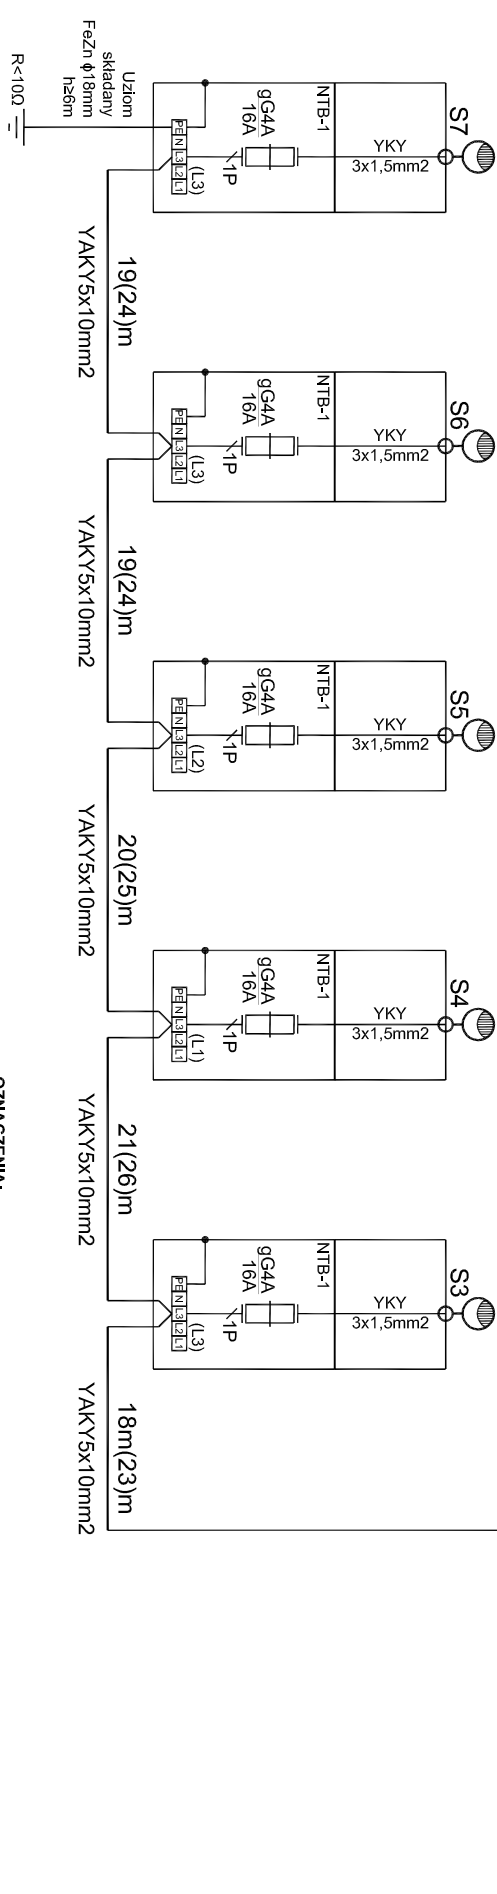 Uziom
składany
FeZn ϕ18mm
h≥6m
R<10Ω
S7
YKY
3x1,5mm2
NTB-1
gG4A
16A
1P
(L3)
PE N L3 L2 L1
19(24)m
YAKY5x10mm2
S6
YKY
3x1,5mm2
NTB-1
gG4A
16A
1P
(L3)
PE N L3 L2 L1
19(24)m
YAKY5x10mm2
S5
YKY
3x1,5mm2
NTB-1
gG4A
16A
1P
(L2)
PE N L3 L2 L1
20(25)m
YAKY5x10mm2
S4
YKY
3x1,5mm2
NTB-1
gG4A
16A
1P
(L1)
PE N L3 L2 L1
21(26)m
YAKY5x10mm2
S3
YKY
3x1,5mm2
NTB-1
gG4A
16A
1P
(L3)
PE N L3 L2 L1
18m(23)m
YAKY5x10mm2